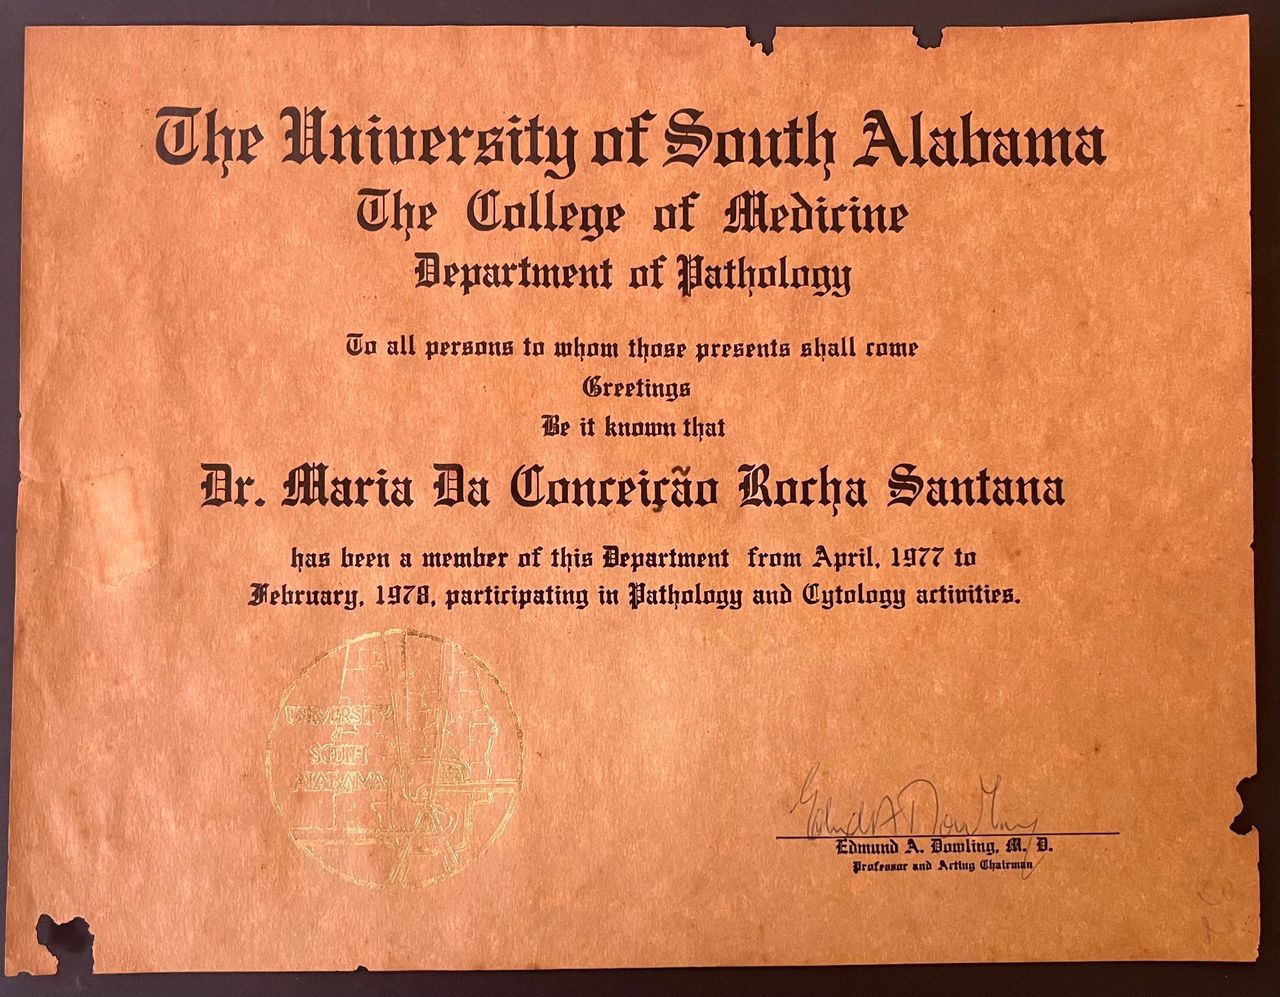 The University of South Alabama
The College of Medicine
Department of Pathology
To all persons to whom those presents shall come
Greetings
Be it known that
Dr. Maria Da Conceição Rocha Santana
has been a member of this Department from April, 1977 to
February, 1978, participating in Pathology and Cytology activities.
UNIVERSITY
of
SOUTH
ALABAMA
Edmund A. Dowling
Edmund A. Dowling, M. D.
Professor and Acting Chairman